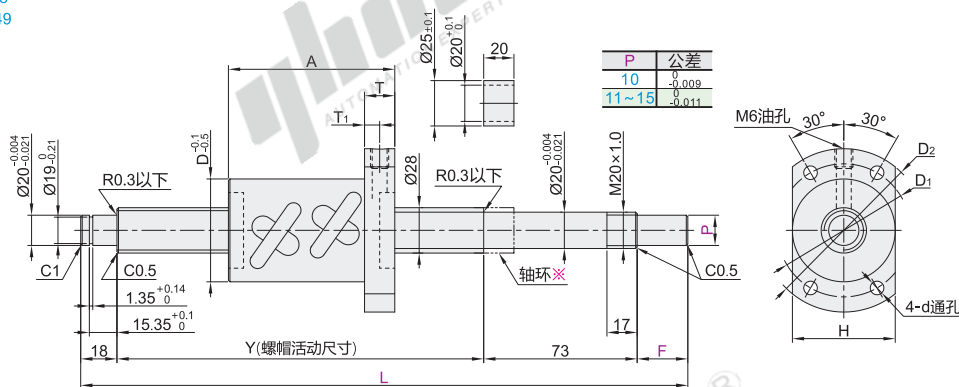 49
A
T
T1
Ø25±0.1
Ø20 +0.1 0
20
P 公差
10 0 -0.009
11~15 0 -0.011
Ø20 -0.004 -0.021
Ø19 0 -0.21
R0.3以下
D -0.1 -0.5
Ø28
R0.3以下
Ø20 -0.004 -0.021
M20×1.0
P
M6油孔
30° 30°
D2
D1
C1
C0.5
轴环※
C0.5
1.35 +0.14 0
15.35 +0.1 0
17
4-d通孔
H
18
Y(螺帽活动尺寸)
73
F
L
AUTOMATION EXPERT
®